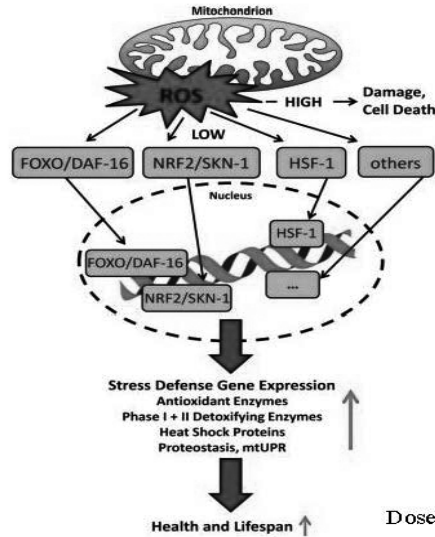 Mitochondrion
ROS
HIGH
Damage,
Cell Death
LOW
FOXO/DAF-16
NRF2/SKN-1
HSF-1
others
Nucleus
HSF-1
FOXO/DAF-16
NRF2/SKN-1
...
Stress Defense Gene Expression
Antioxidant Enzymes
Phase I + II Detoxifying Enzymes
Heat Shock Proteins
Proteostasis, mtUPR
Health and Lifespan
Dose